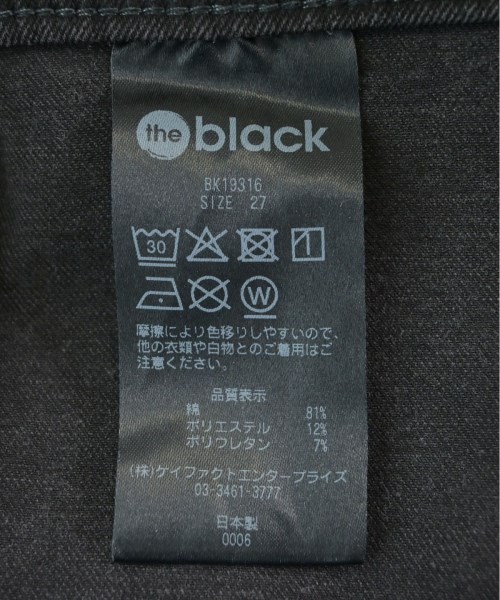 the black
BK19316
SIZE 27
30
W
摩擦により色移りしやすいので、
他の衣類や白物とのご着用はご
注意ください。
品質表示
綿 81%
ポリエステル 12%
ポリウレタン 7%
(株)ケイファクトエンタープライズ
03-3461-3777
日本製
0006